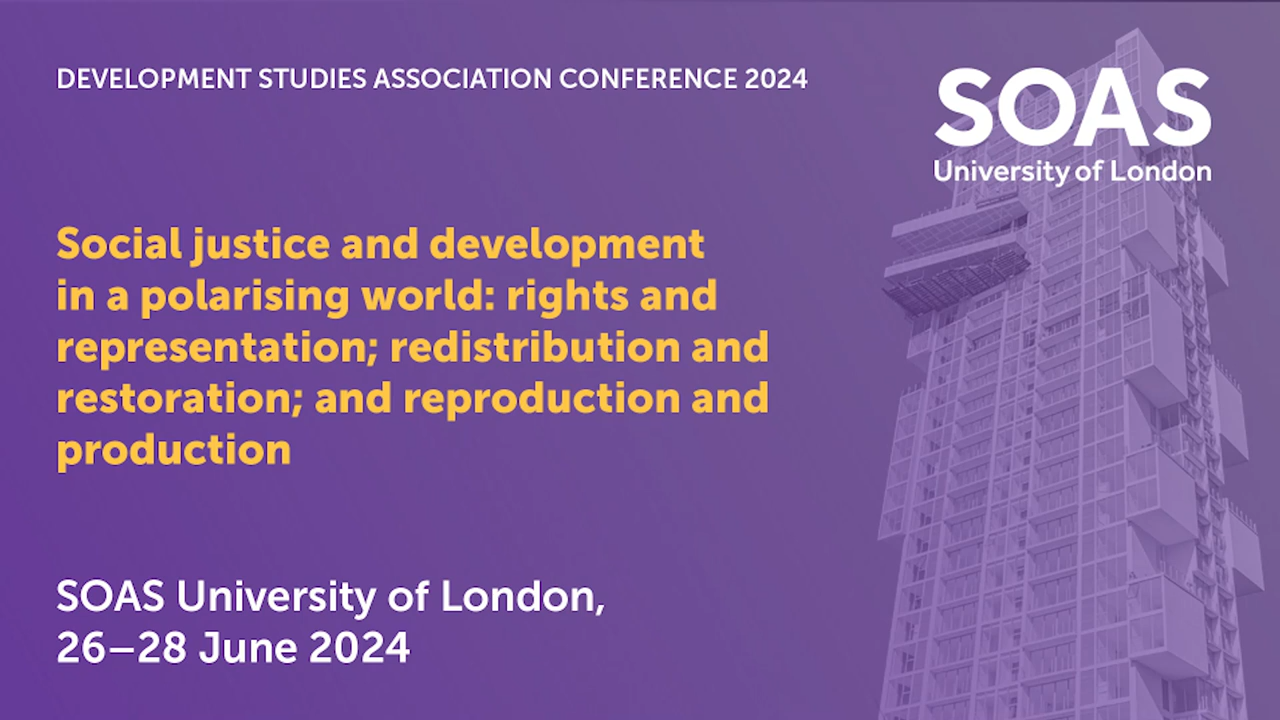 DEVELOPMENT STUDIES ASSOCIATION CONFERENCE 2024
SOAS
University of London
Social justice and development
in a polarising world: rights and
representation; redistribution and
restoration; and reproduction and
production
SOAS University of London,
26–28 June 2024